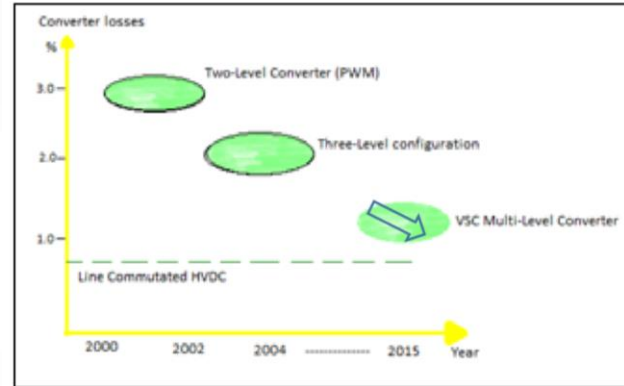 Converter losses
%
Two-Level Converter (PWM)
3.0
Three-Level configuration
2.0
VSC Multi-Level Converter
1.0
Line Commutated HVDC
2000 2002 2004 -------------- 2015 Year